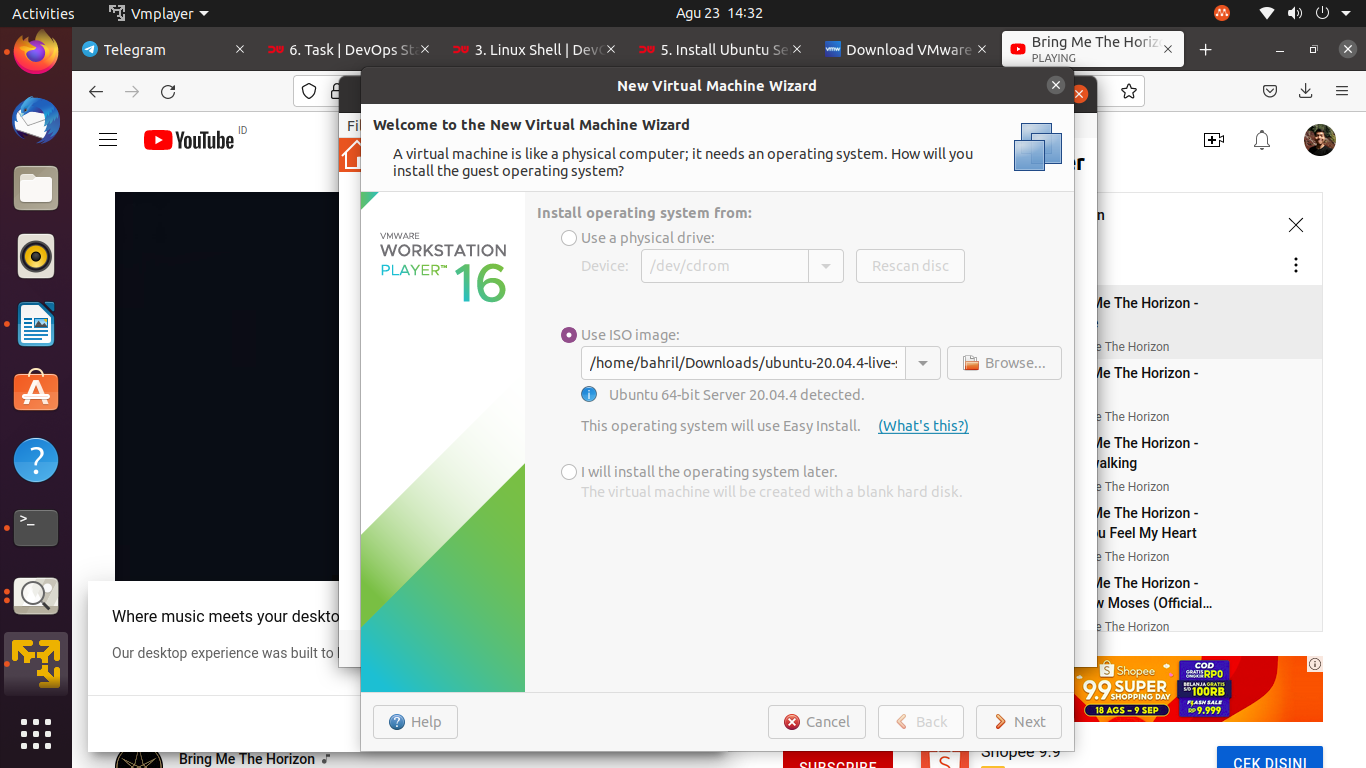 Activities
Vmplayer
Agu 23 14:32
Telegram
6. Task | DevOps Sta
3. Linux Shell | Dev
5. Install Ubuntu Se
Download VMware
Bring Me The Horiz
PLAYING
YouTube ID
New Virtual Machine Wizard
Welcome to the New Virtual Machine Wizard
A virtual machine is like a physical computer; it needs an operating system. How will you
install the guest operating system?
VMWARE
WORKSTATION
PLAYER™ 16
Install operating system from:
Use a physical drive:
Device:
/dev/cdrom
Rescan disc
Use ISO image:
/home/bahril/Downloads/ubuntu-20.04.4-live-s
Browse...
Ubuntu 64-bit Server 20.04.4 detected.
This operating system will use Easy Install. (What's this?)
I will install the operating system later.
The virtual machine will be created with a blank hard disk.
Help
Cancel
Back
Next
Me The Horizon -
e The Horizon
Me The Horizon -
e The Horizon
Me The Horizon -
walking
e The Horizon
Me The Horizon -
u Feel My Heart
e The Horizon
Me The Horizon -
w Moses (Official...
e The Horizon
Where music meets your deskto
Our desktop experience was built to
Bring Me The Horizon
SUBSCRIBE
Shopee
9.9 SUPER
SHOPPING DAY
18 AGS - 9 SEP
COD
GRATIS ONGKIR RP0
BELANJA GRATIS
S/D 100RB
FLASH SALE
RP9.999
Shopee 9.9
CEK DISINI